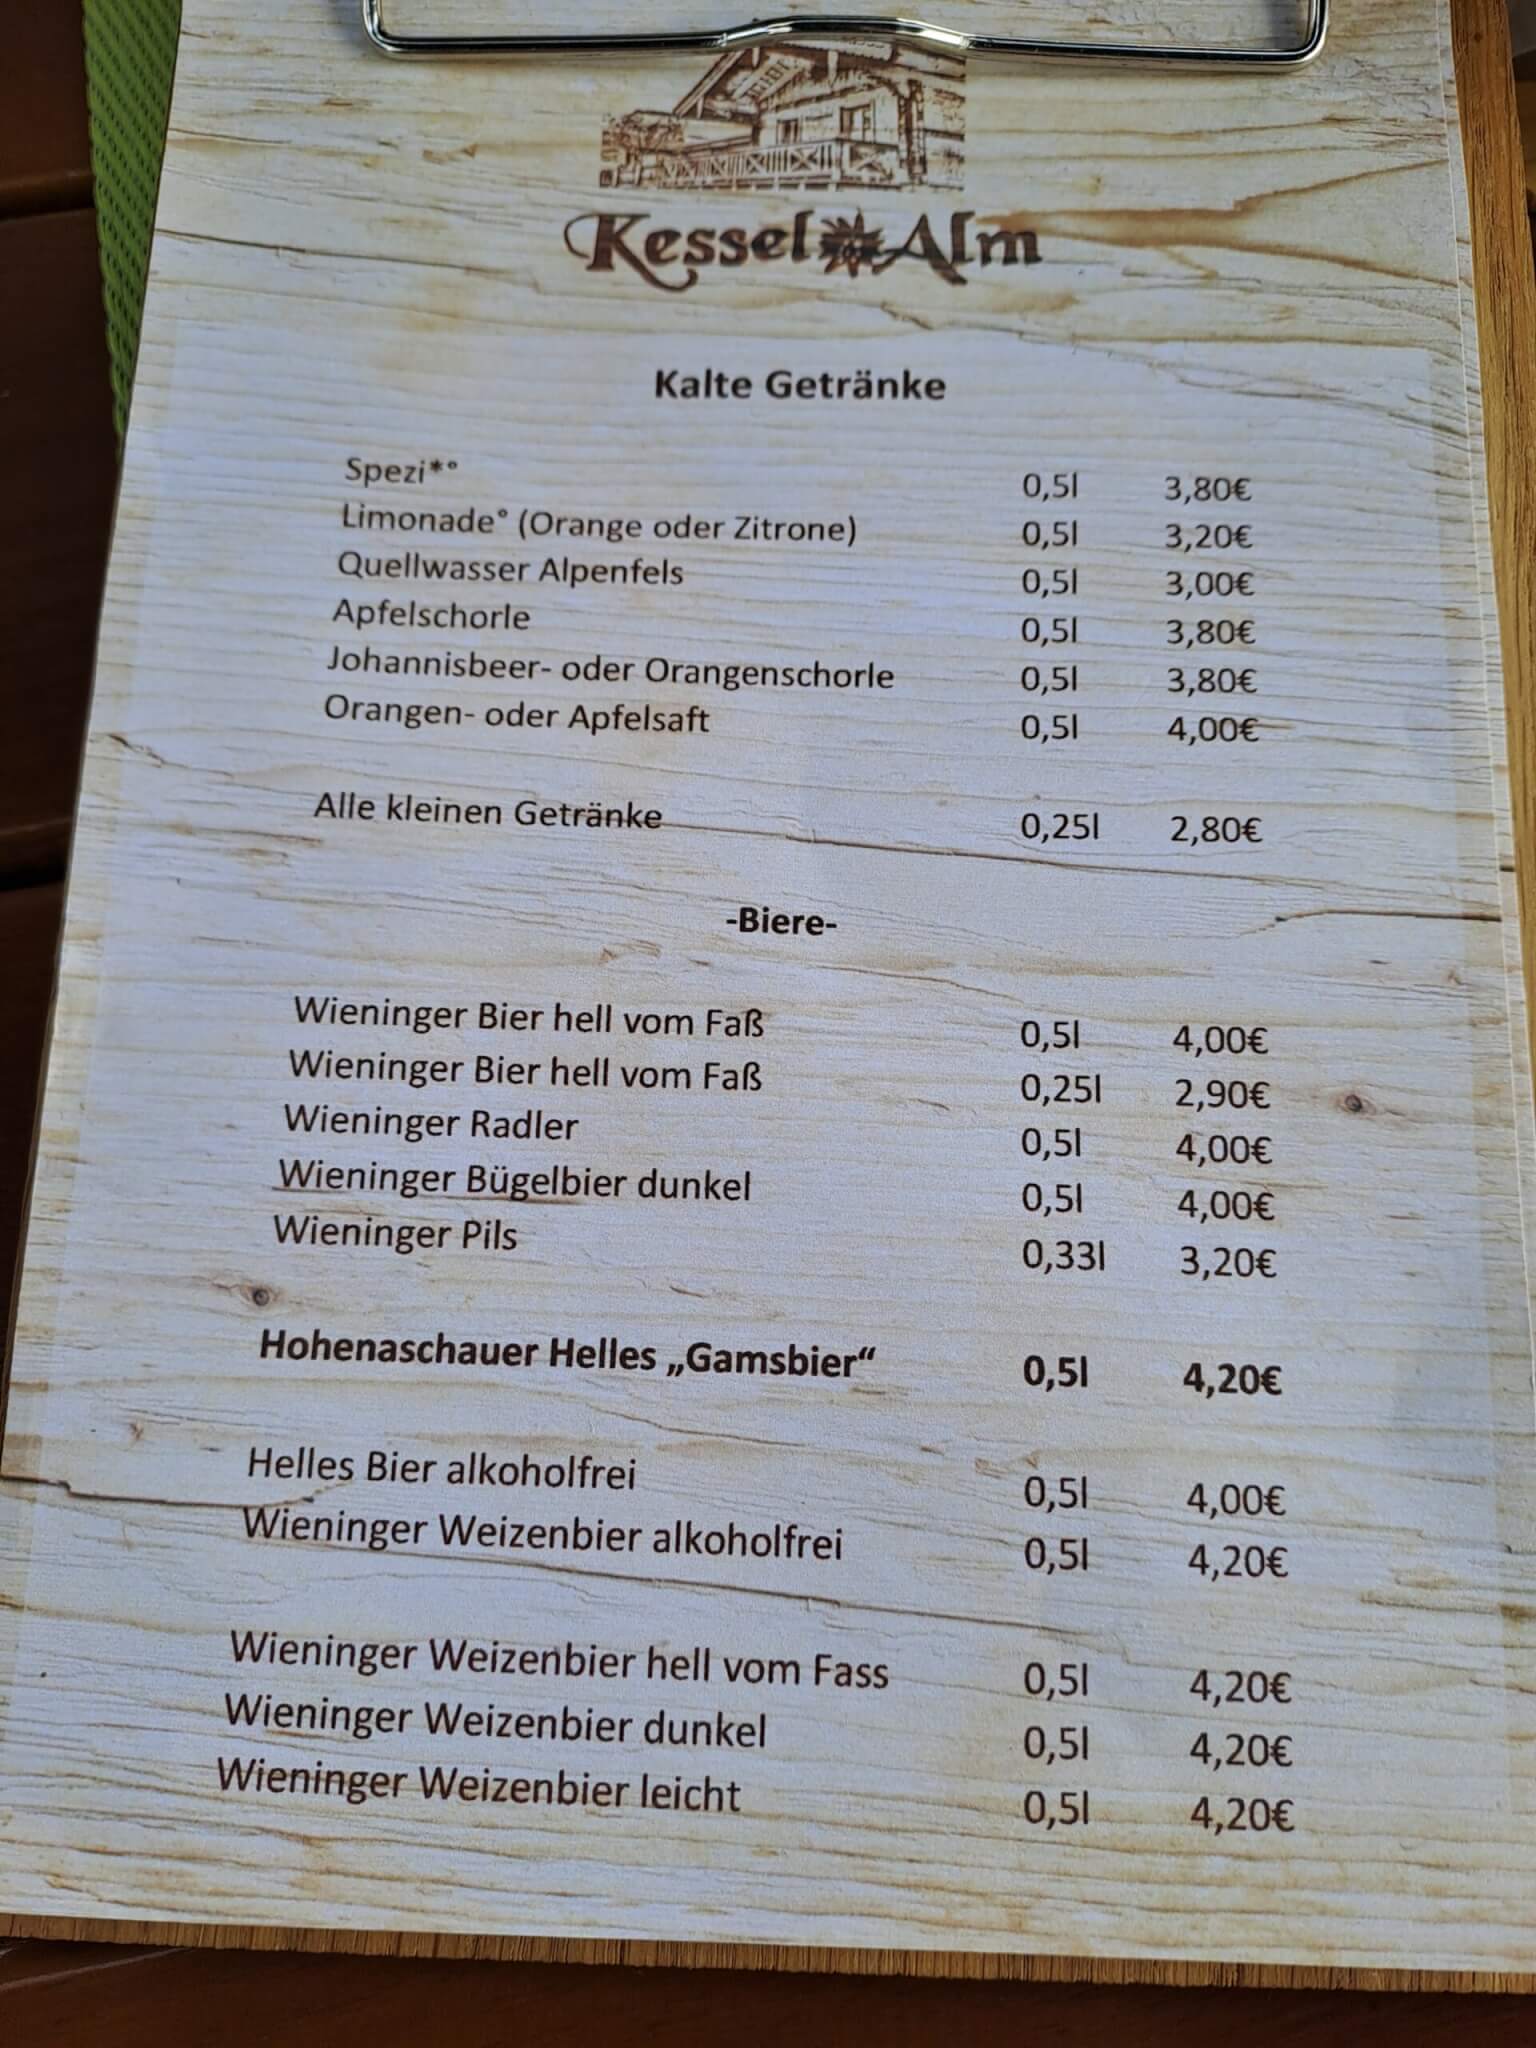 Kessel Alm
Kalte Getränke
Spezi*° 0,5l 3,80€
Limonade° (Orange oder Zitrone) 0,5l 3,20€
Quellwasser Alpenfels 0,5l 3,00€
Apfelschorle 0,5l 3,80€
Johannisbeer- oder Orangenschorle 0,5l 3,80€
Orangen- oder Apfelsaft 0,5l 4,00€
Alle kleinen Getränke 0,25l 2,80€
-Biere-
Wieninger Bier hell vom Faß 0,5l 4,00€
Wieninger Bier hell vom Faß 0,25l 2,90€
Wieninger Radler 0,5l 4,00€
Wieninger Bügelbier dunkel 0,5l 4,00€
Wieninger Pils 0,33l 3,20€
Hohenaschauer Helles „Gamsbier“ 0,5l 4,20€
Helles Bier alkoholfrei 0,5l 4,00€
Wieninger Weizenbier alkoholfrei 0,5l 4,20€
Wieninger Weizenbier hell vom Fass 0,5l 4,20€
Wieninger Weizenbier dunkel 0,5l 4,20€
Wieninger Weizenbier leicht 0,5l 4,20€